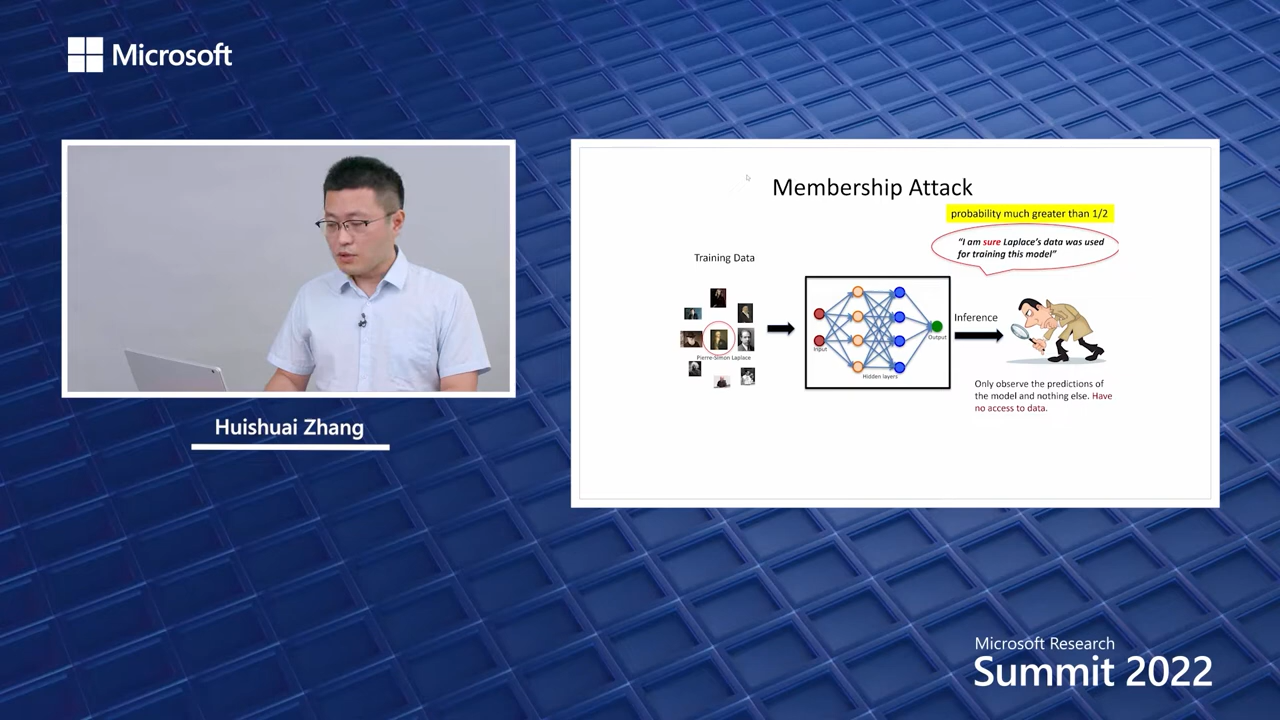 Microsoft
Huishuai Zhang
Membership Attack
probability much greater than 1/2
"I am sure Laplace's data was used
for training this model"
Training Data
Pierre-Simon Laplace
Input
Hidden layers
Output
Inference
Only observe the predictions of
the model and nothing else. Have
no access to data.
Microsoft Research
Summit 2022